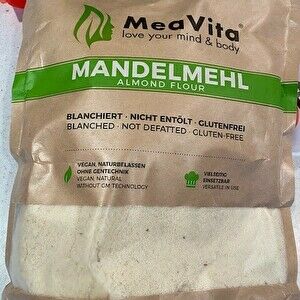 MeaVita®
love your mind & body
MANDELMEHL
ALMOND FLOUR
BLANCHIERT · NICHT ENTÖLT · GLUTENFREI
BLANCHED · NOT DEFATTED · GLUTEN-FREE
VEGAN, NATURBELASSEN
OHNE GENTECHNIK
VEGAN, NATURAL
WITHOUT GM TECHNOLOGY
VIELSEITIG
EINSETZBAR
VERSATILE IN USE